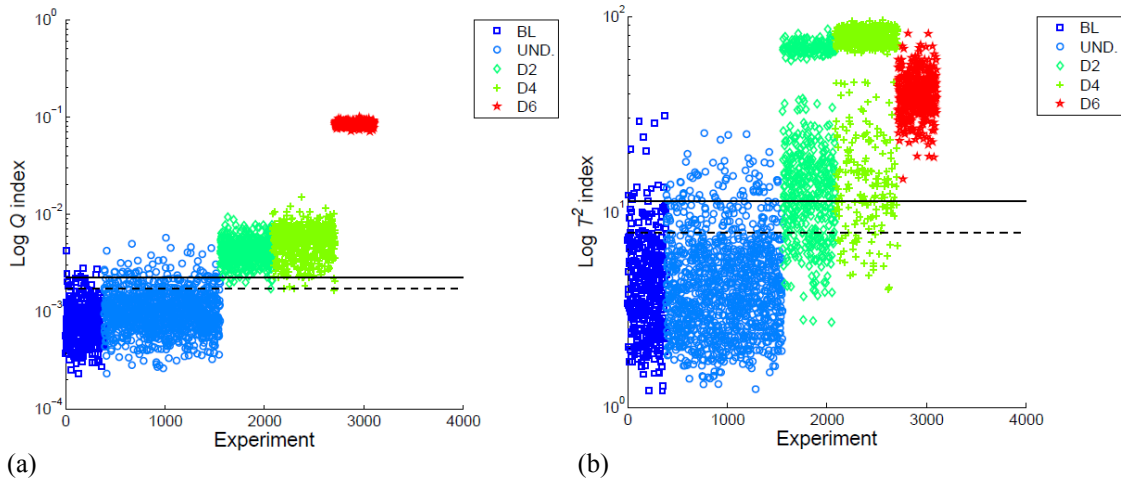 10^0
10^-1
10^-2
10^-3
10^-4
Log Q index
0
1000
2000
3000
4000
Experiment
BL
UND.
D2
D4
D6
(a)
10^2
10^1
10^0
Log T^2 index
0
1000
2000
3000
4000
Experiment
BL
UND.
D2
D4
D6
(b)